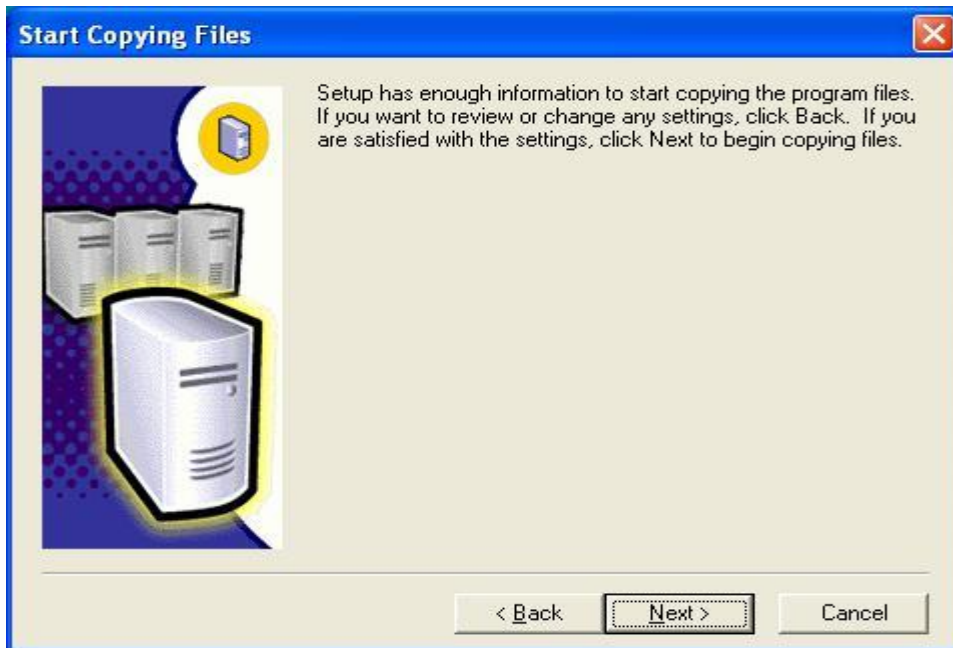 Start Copying Files
Setup has enough information to start copying the program files.
If you want to review or change any settings, click Back.  If you
are satisfied with the settings, click Next to begin copying files.
< Back
Next >
Cancel